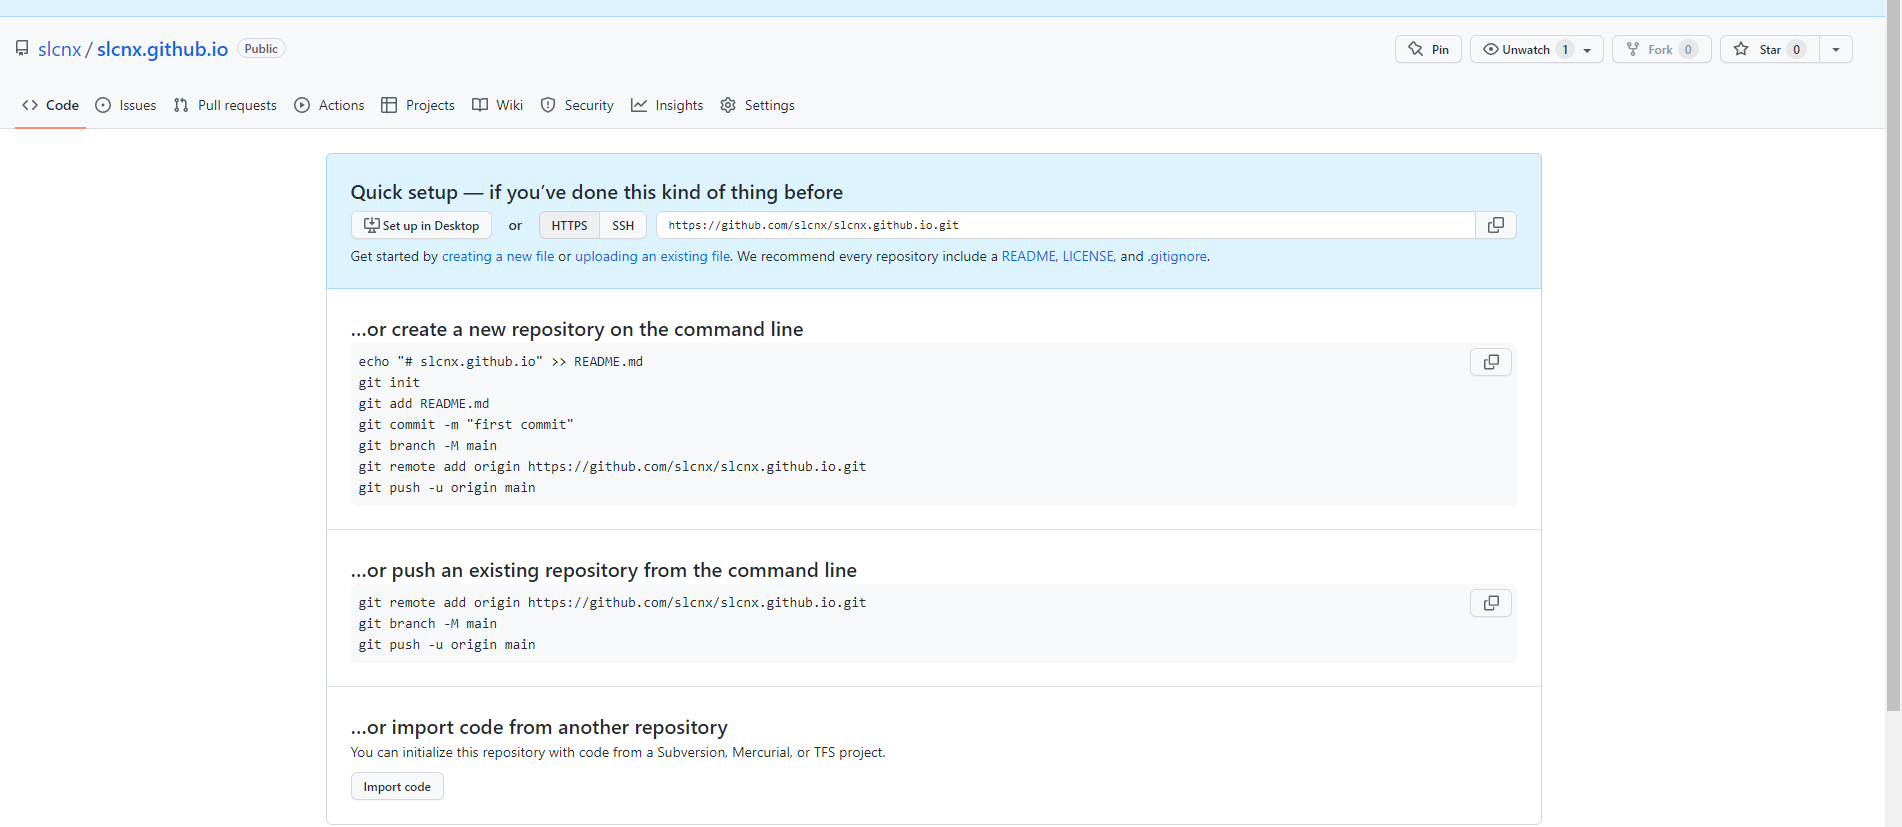 slcnx / slcnx.github.io Public
Pin Unwatch 1 Fork 0 Star 0
Code Issues Pull requests Actions Projects Wiki Security Insights Settings
Quick setup — if you’ve done this kind of thing before
Set up in Desktop or HTTPS SSH https://github.com/slcnx/slcnx.github.io.git
Get started by creating a new file or uploading an existing file. We recommend every repository include a README, LICENSE, and .gitignore.
…or create a new repository on the command line
echo "# slcnx.github.io" >> README.md
git init
git add README.md
git commit -m "first commit"
git branch -M main
git remote add origin https://github.com/slcnx/slcnx.github.io.git
git push -u origin main
…or push an existing repository from the command line
git remote add origin https://github.com/slcnx/slcnx.github.io.git
git branch -M main
git push -u origin main
…or import code from another repository
You can initialize this repository with code from a Subversion, Mercurial, or TFS project.
Import code